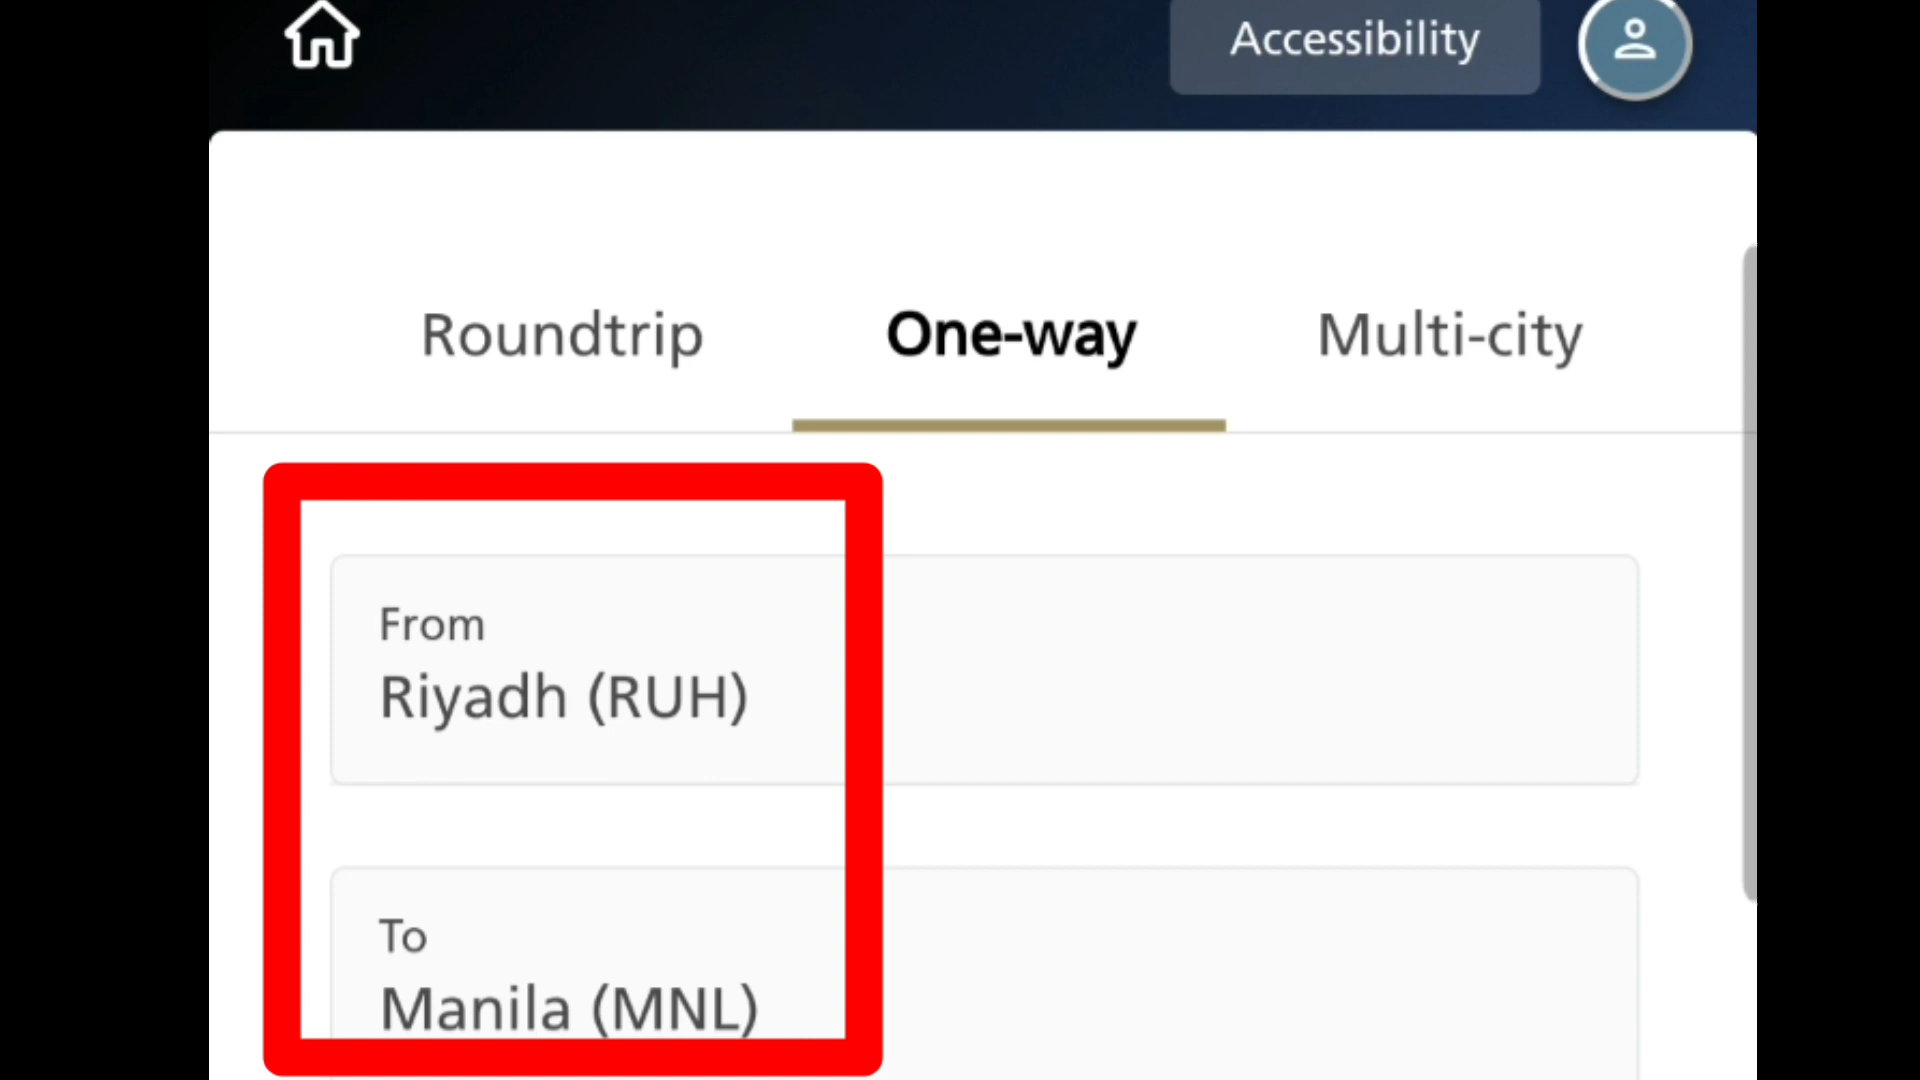 Accessibility
Roundtrip
One-way
Multi-city
From
Riyadh (RUH)
To
Manila (MNL)